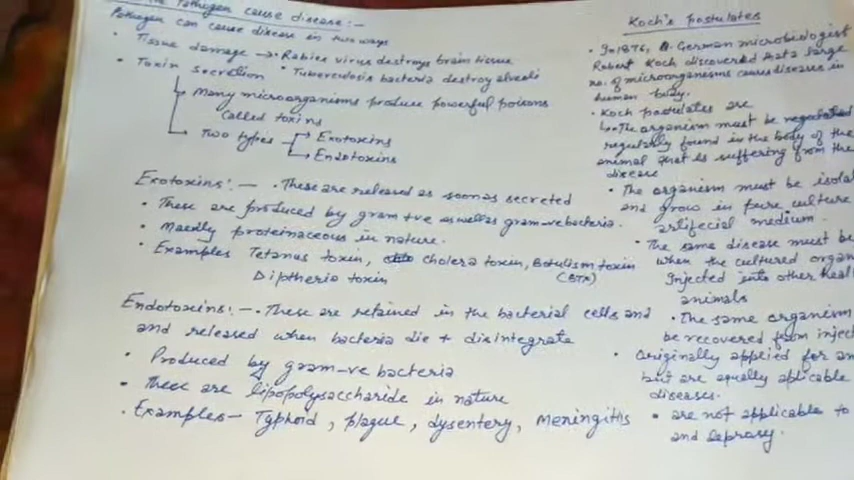 the Pathogen cause disease :-
Pathogen can cause disease in two ways
• Tissue damage → • Rabies virus destroys brain tissue
• Tuberculosis bacteria destroy alveoli
• Toxin secretion
→ Many microorganisms produce powerful poisons
called toxins
→ Two types → Exotoxins
→ Endotoxins
Exotoxins :- • These are released as soon as secreted
• These are produced by gram +ve as well as gram -ve bacteria.
• Maedly proteinaceous in nature.
• Examples Tetanus toxin, cholera toxin, Botulism toxin
(BTX)
Diptheria toxin
Endotoxins :- • These are retained in the bacterial cells and
and released when bacteria die + disintegrate
• Produced by gram -ve bacteria
• These are lipopolysaccharide in nature
• Examples - Typhoid, plague, dysentery, Meningitis
Koch's postulates
• In 1876, A German microbiologist
Robert Koch discovered that a large
no. of microorganisms causes diseases in
human body.
• Koch postulates are
• The organism must be
regularly found in the body of the
animal that is suffering from the
disease
• The organism must be
and grow in pure culture
artifecial medium.
• The same disease must be
when the cultured
Injected into other
animals
• The same organism
be recovered from
• Originally applied for
but are equally applicable
diseases.
• are not applicable to
and leprosy.